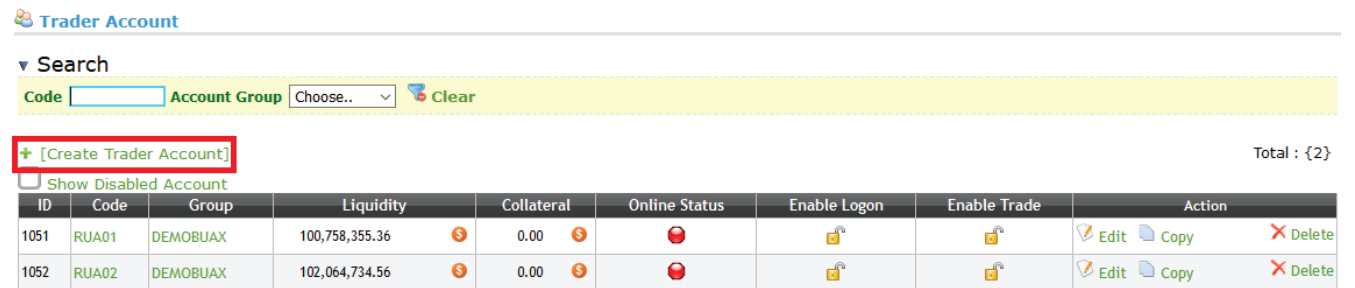 Trader Account
Search
Code Account Group Choose.. Clear
[Create Trader Account] Total : {2}
Show Disabled Account
ID Code Group Liquidity Collateral Online Status Enable Logon Enable Trade Action
1051 RUA01 DEMOBUAX 100,758,355.36 0.00 Edit Copy Delete
1052 RUA02 DEMOBUAX 102,064,734.56 0.00 Edit Copy Delete